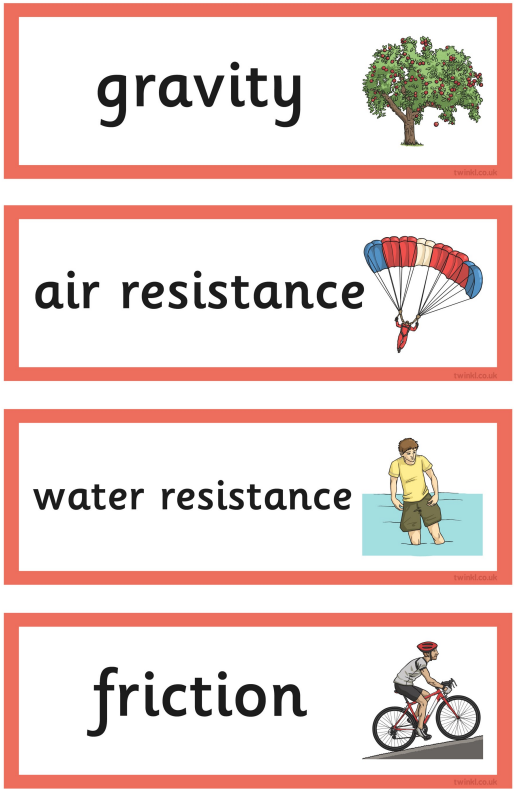 gravity
twinkl.co.uk
air resistance
twinkl.co.uk
water resistance
twinkl.co.uk
friction
twinkl.co.uk